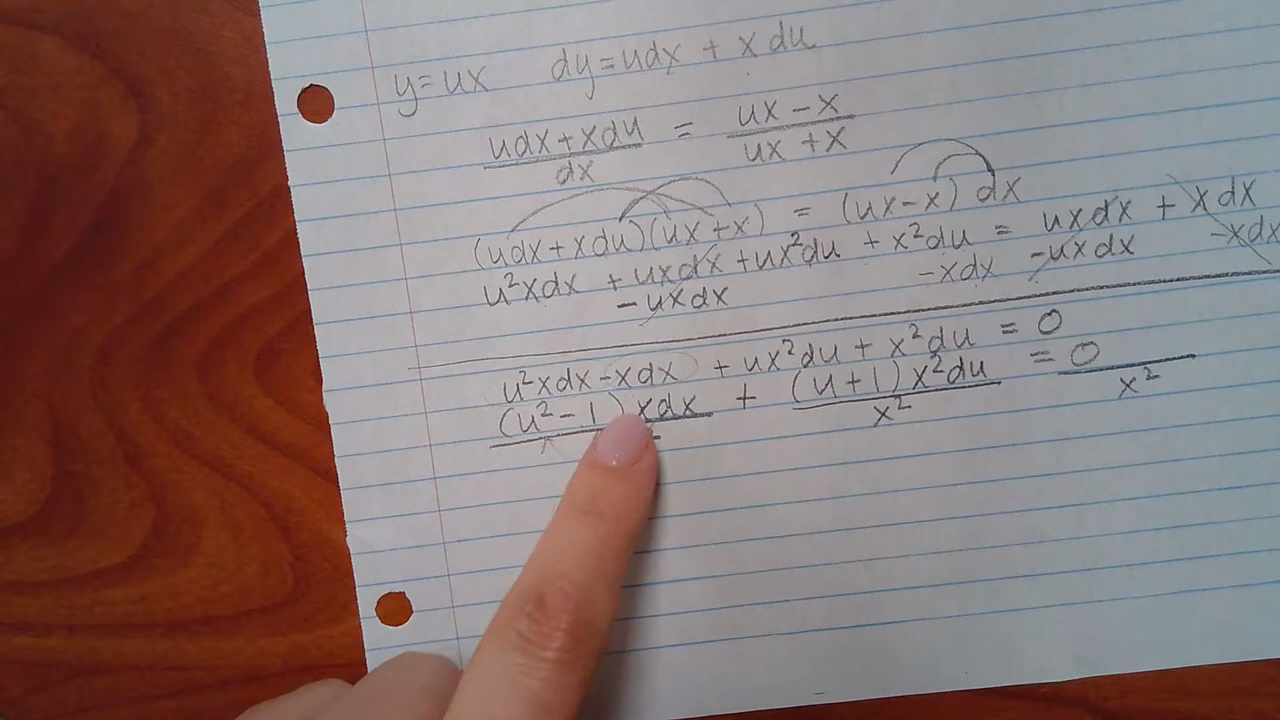 y=ux dy=udx + xdu
udx+xdu/dx = ux-x/ux+x
(udx+xdu)(ux+x) = (ux-x) dx
u²xdx + uxdx + ux²du + x²du = uxdx + xdx
-uxdx -xdx -uxdx -xdx
u²xdx -xdx + ux²du + x²du = 0
(u²-1)xdx + (u+1)x²du/x² = 0/x²